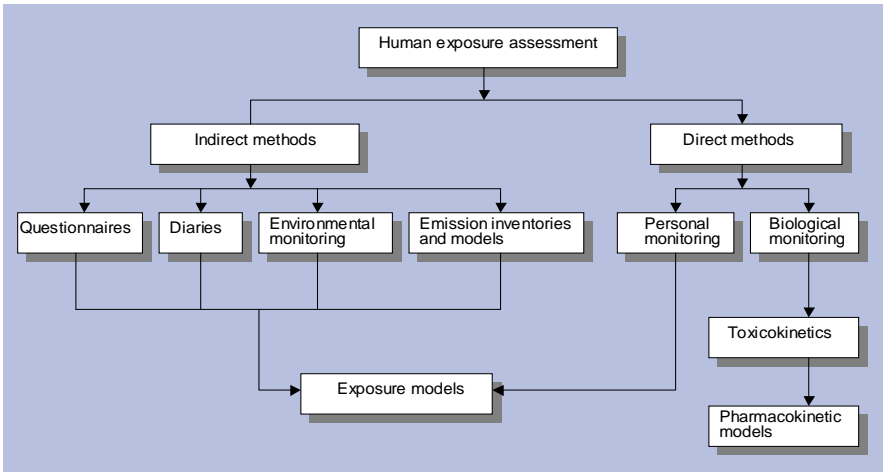 Human exposure assessment
Indirect methods
Direct methods
Questionnaires
Diaries
Environmental
monitoring
Emission inventories
and models
Personal
monitoring
Biological
monitoring
Toxicokinetics
Exposure models
Pharmacokinetic
models